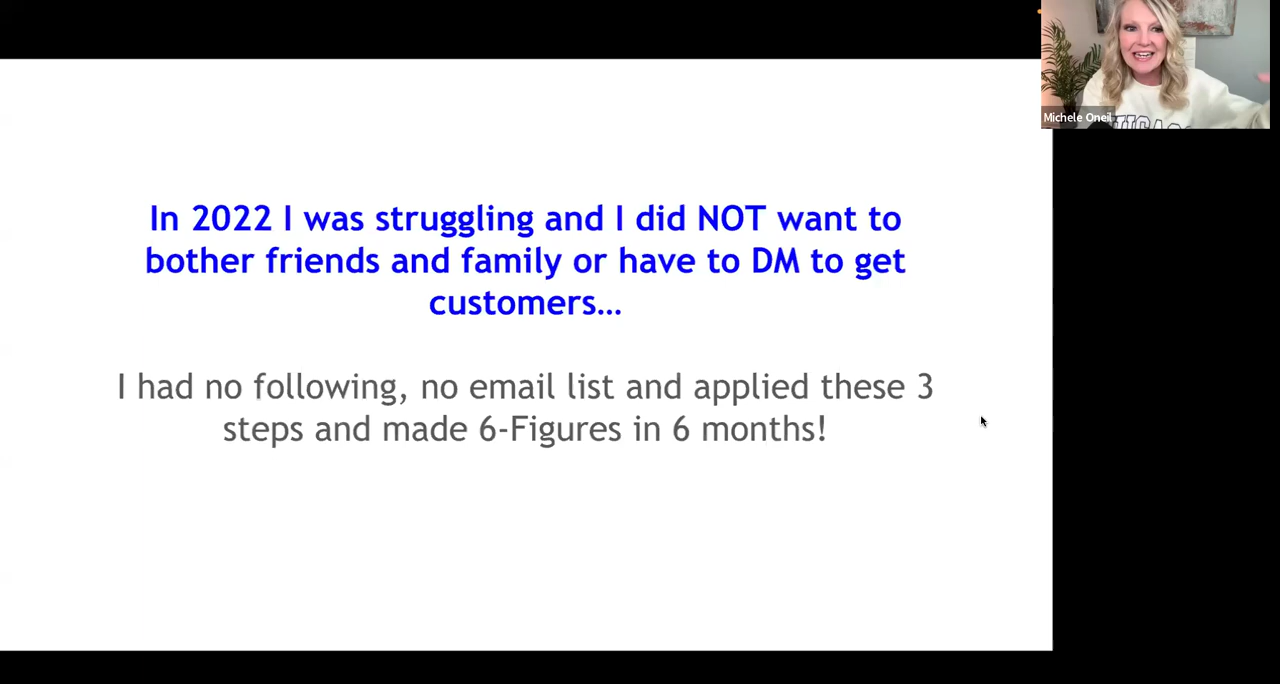 Michele Oneil
In 2022 I was struggling and I did NOT want to
bother friends and family or have to DM to get
customers...
I had no following, no email list and applied these 3
steps and made 6-Figures in 6 months!